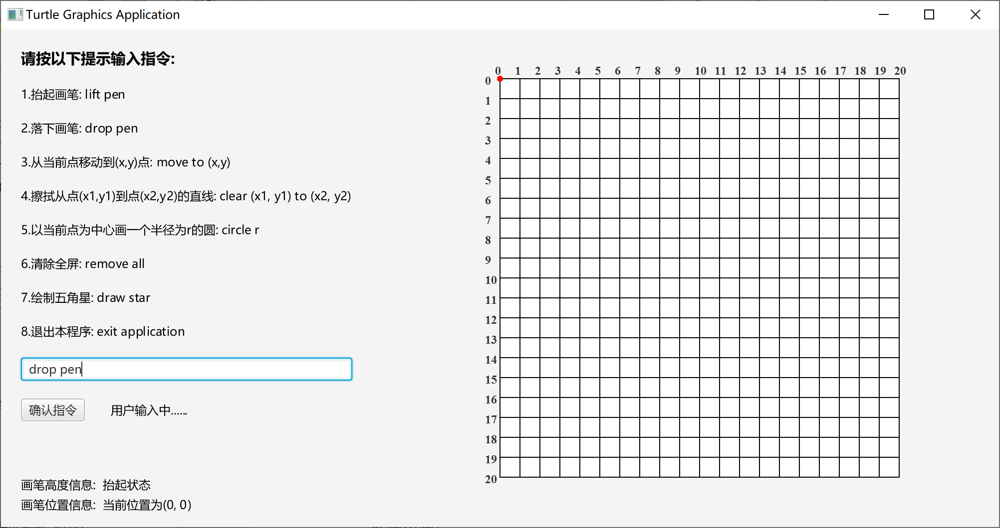 Turtle Graphics Application
请按以下提示输入指令:
1.抬起画笔: lift pen
2.落下画笔: drop pen
3.从当前点移动到(x,y)点: move to (x,y)
4.擦拭从点(x1,y1)到点(x2,y2)的直线: clear (x1, y1) to (x2, y2)
5.以当前点为中心画一个半径为r的圆: circle r
6.清除全屏: remove all
7.绘制五角星: draw star
8.退出本程序: exit application
drop pen
确认指令 用户输入中......
画笔高度信息: 抬起状态
画笔位置信息: 当前位置为(0, 0)
0 1 2 3 4 5 6 7 8 9 10 11 12 13 14 15 16 17 18 19 20
0
1
2
3
4
5
6
7
8
9
10
11
12
13
14
15
16
17
18
19
20